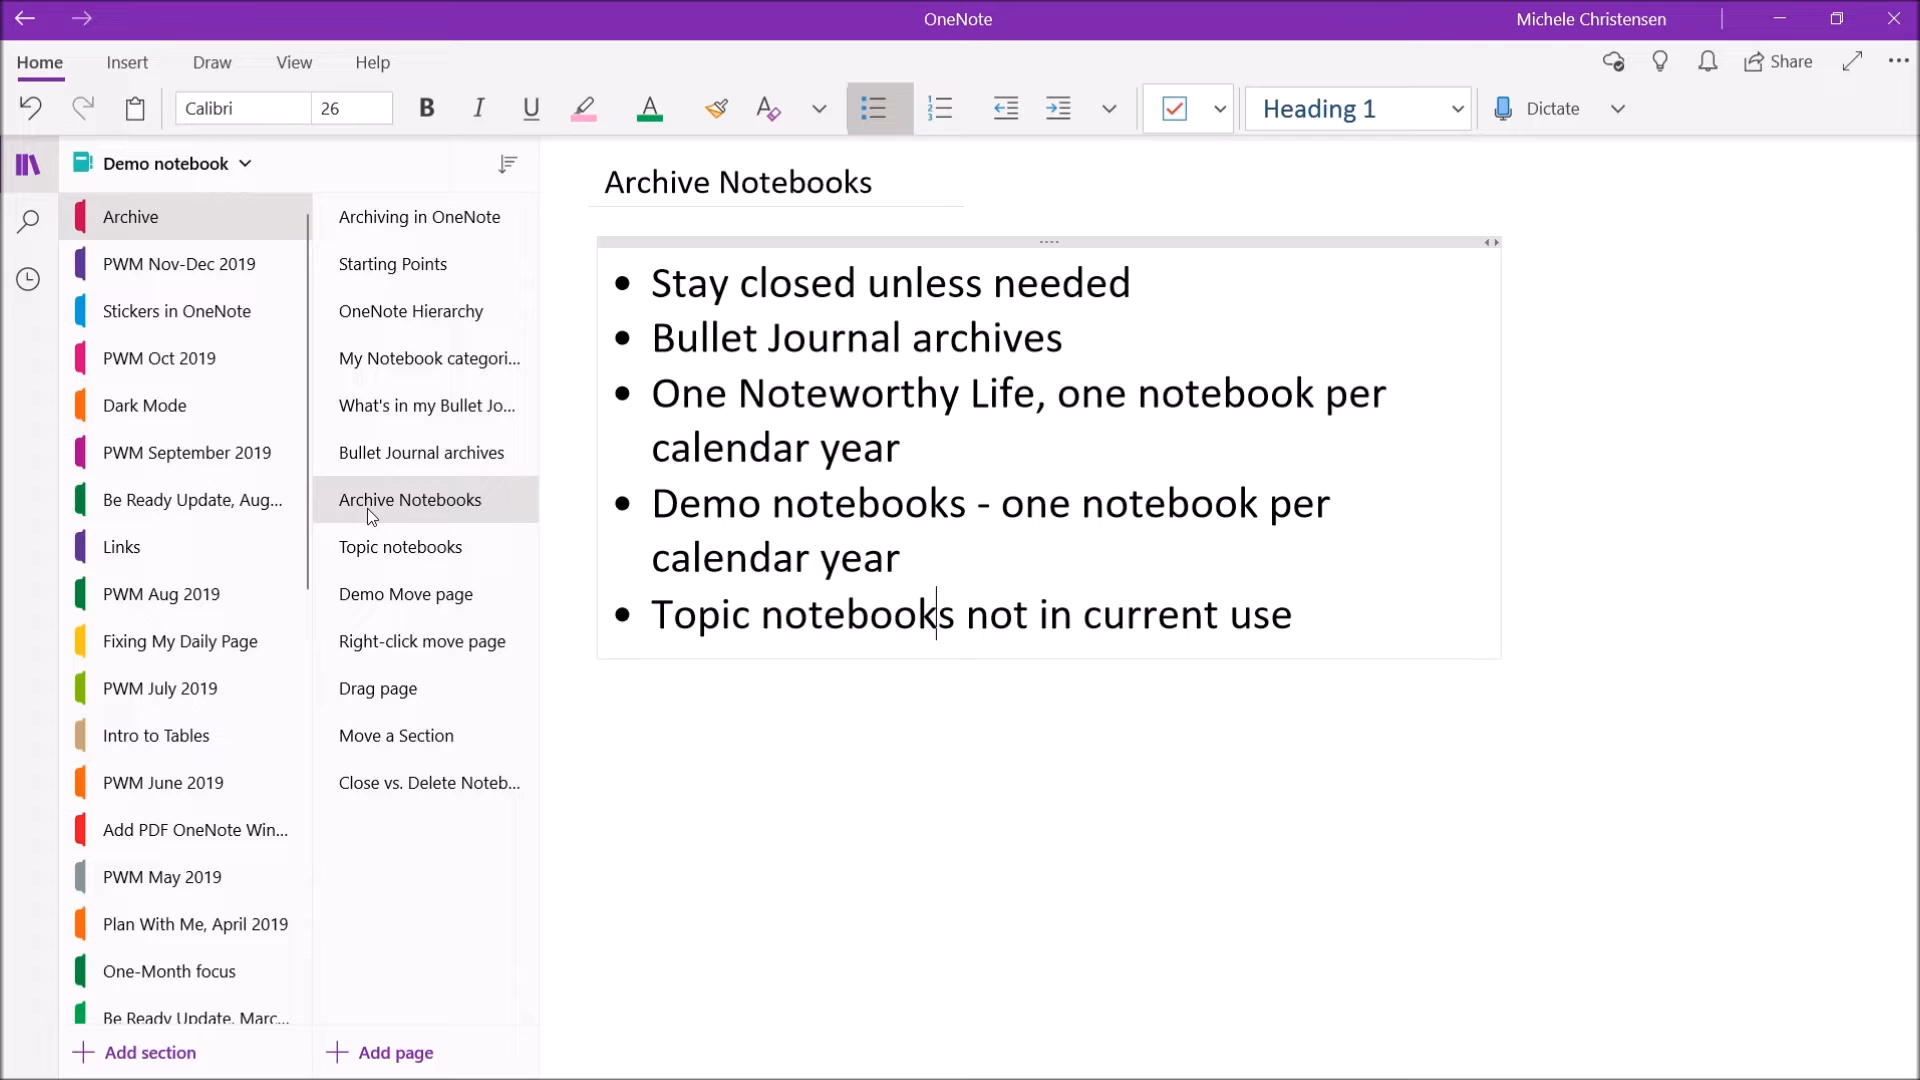 OneNote
Michele Christensen
Home
Insert
Draw
View
Help
Share
Calibri
26
B
I
U
A
Heading 1
Dictate
Demo notebook
Archive
PWM Nov-Dec 2019
Stickers in OneNote
PWM Oct 2019
Dark Mode
PWM September 2019
Be Ready Update, Aug...
Links
PWM Aug 2019
Fixing My Daily Page
PWM July 2019
Intro to Tables
PWM June 2019
Add PDF OneNote Win...
PWM May 2019
Plan With Me, April 2019
One-Month focus
Be Ready Update, Marc...
Add section
Archiving in OneNote
Starting Points
OneNote Hierarchy
My Notebook categori...
What's in my Bullet Jo...
Bullet Journal archives
Archive Notebooks
Topic notebooks
Demo Move page
Right-click move page
Drag page
Move a Section
Close vs. Delete Noteb...
Add page
Archive Notebooks
• Stay closed unless needed
• Bullet Journal archives
• One Noteworthy Life, one notebook per
calendar year
• Demo notebooks - one notebook per
calendar year
• Topic notebooks not in current use